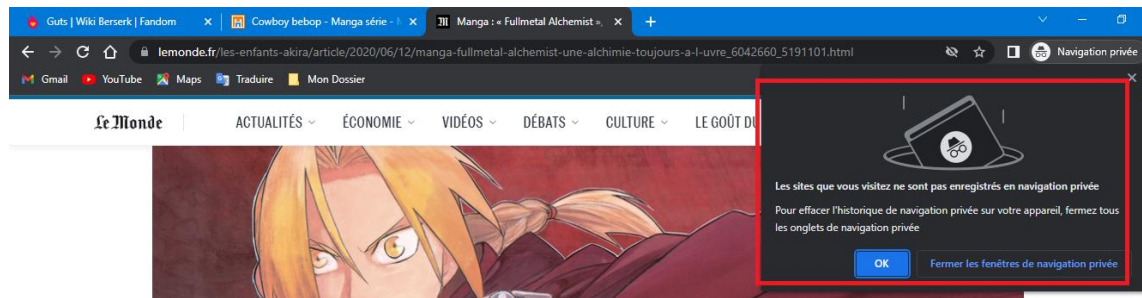 Guts | Wiki Berserk | Fandom
Cowboy bebop - Manga série -
Manga : « Fullmetal Alchemist »,
lemonde.fr/les-enfants-akira/article/2020/06/12/manga-fullmetal-alchemist-une-alchimie-toujours-a-l-uvre_6042660_5191101.html
Navigation privée
Gmail YouTube Maps Traduire Mon Dossier
Le Monde ACTUALITÉS ÉCONOMIE VIDÉOS DÉBATS CULTURE LE GOÛT DU
Les sites que vous visitez ne sont pas enregistrés en navigation privée
Pour effacer l'historique de navigation privée sur votre appareil, fermez tous
les onglets de navigation privée
OK Fermer les fenêtres de navigation privée